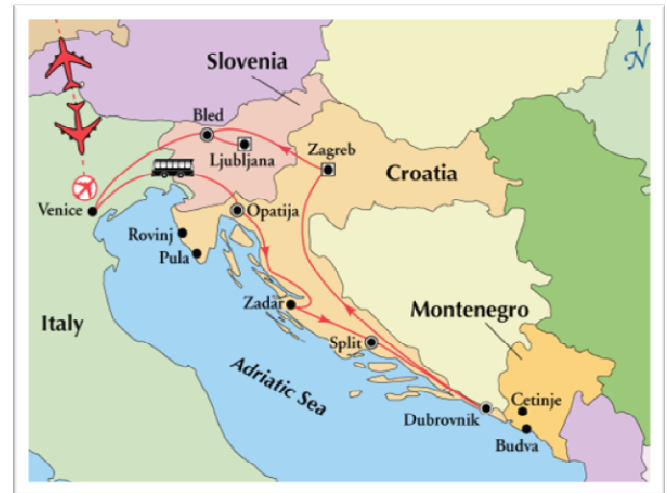 Slovenia
N
Bled
Ljubljana
Zagreb
Croatia
Venice
Opatija
Rovinj
Pula
Zadar
Montenegro
Italy
Split
Adriatic Sea
Cetinje
Dubrovnik
Budva